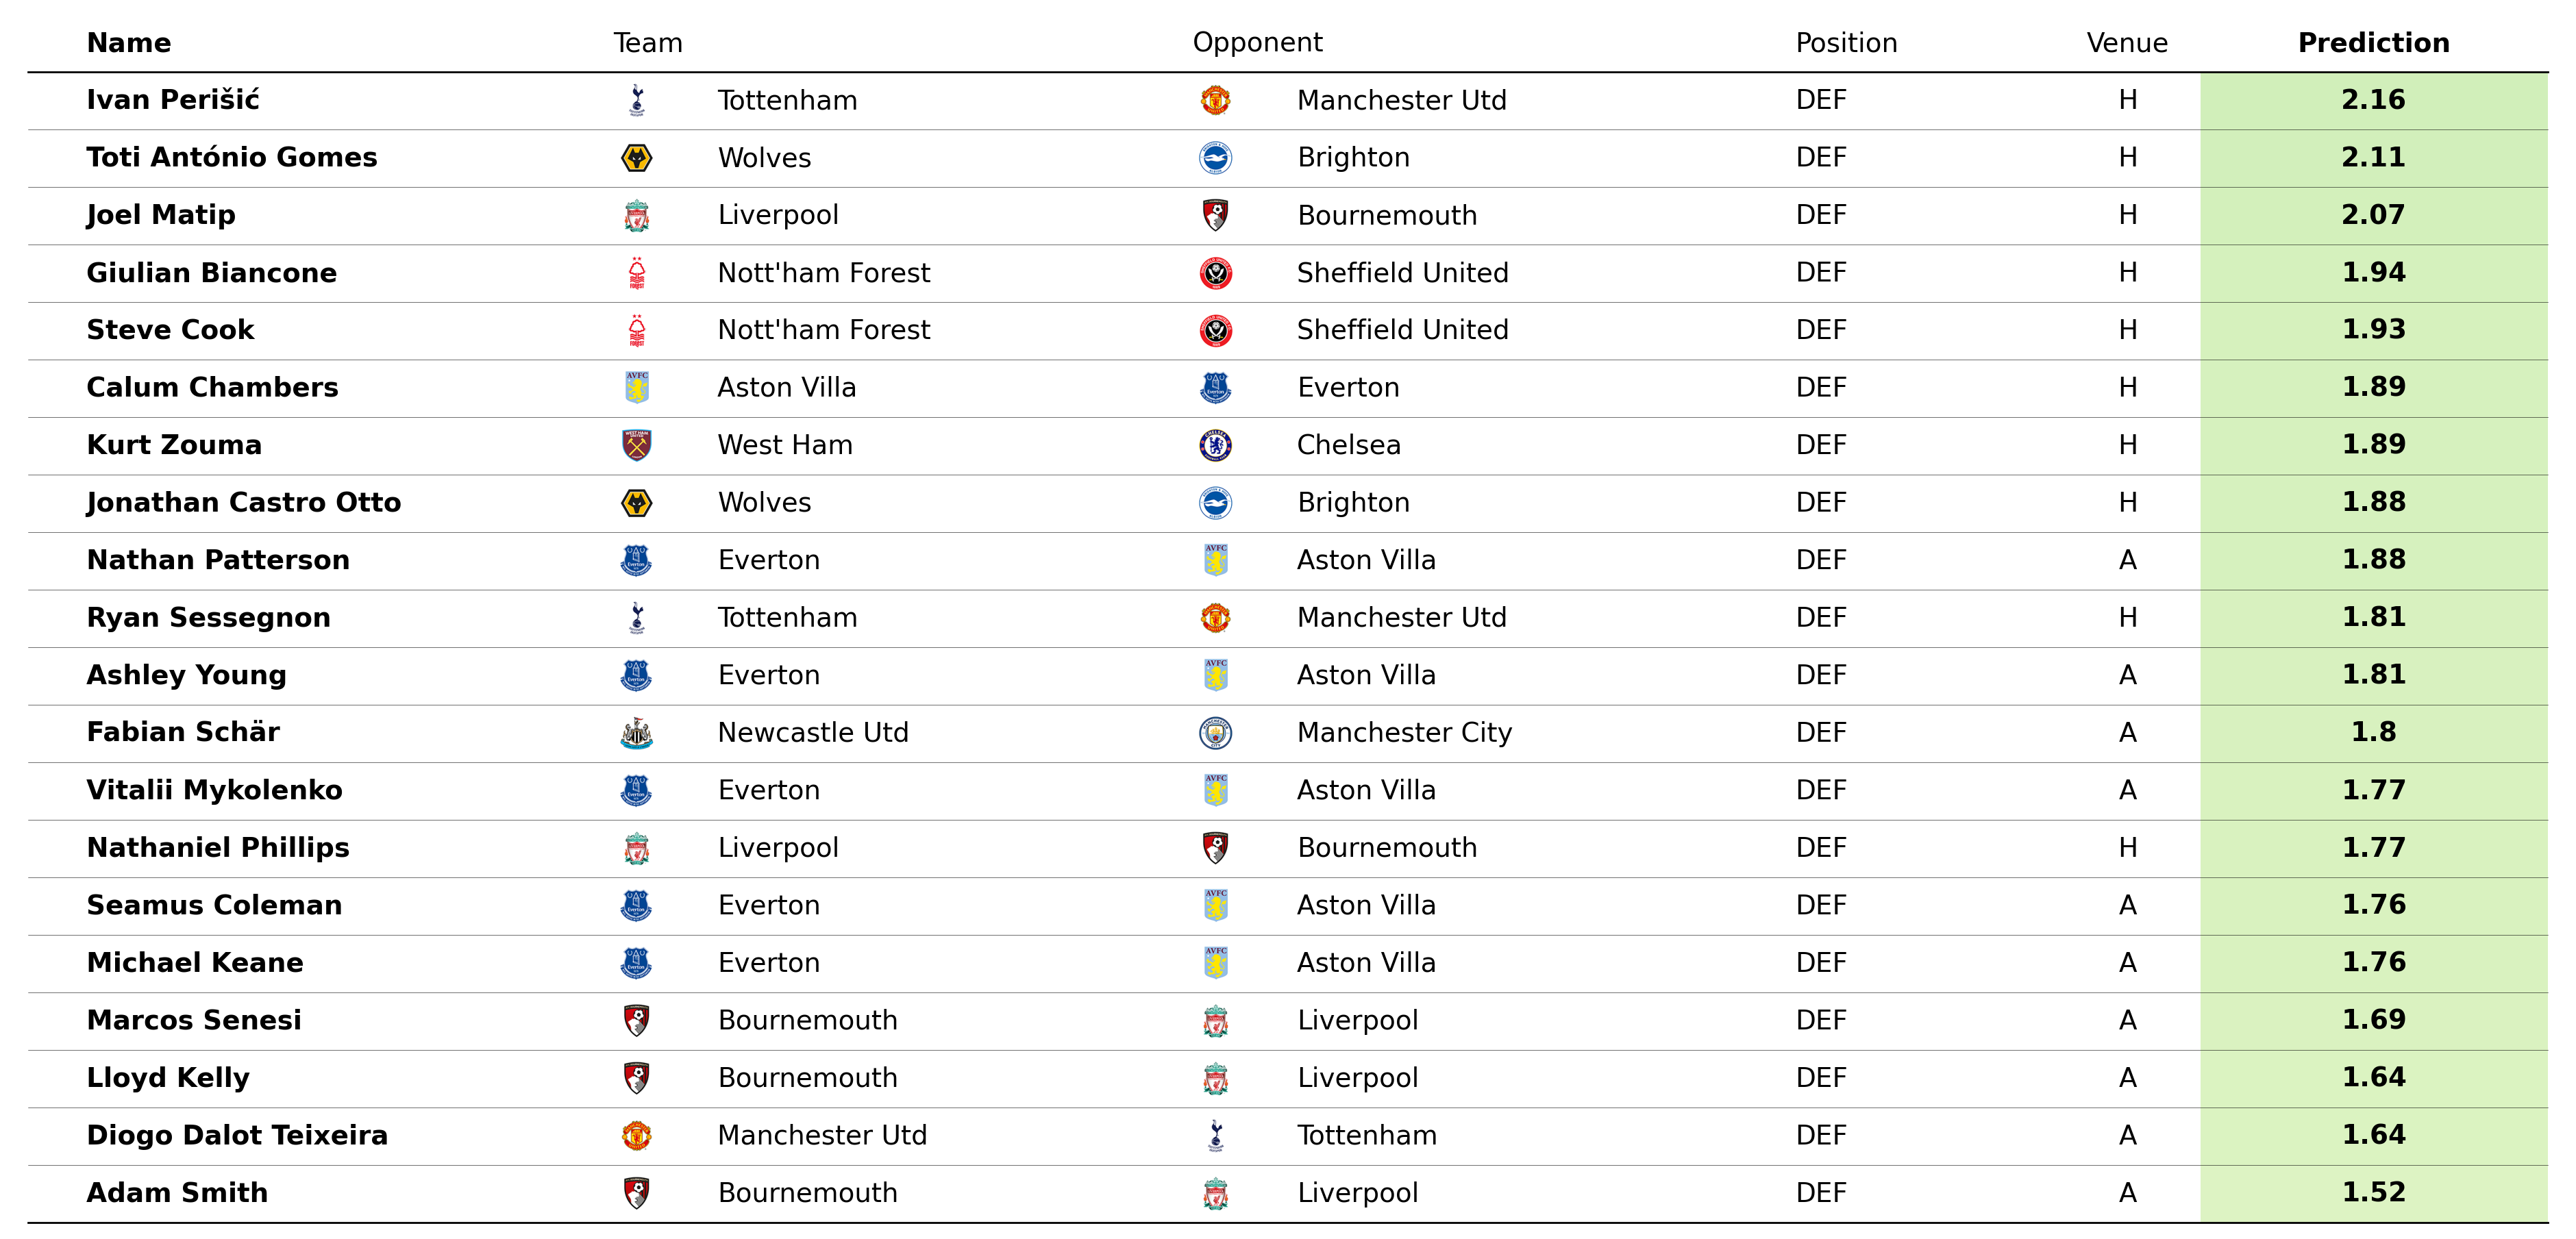 Name Team Opponent Position Venue Prediction
Ivan Perišić Tottenham Manchester Utd DEF H 2.16
Toti António Gomes Wolves Brighton DEF H 2.11
Joel Matip Liverpool Bournemouth DEF H 2.07
Giulian Biancone Nott'ham Forest Sheffield United DEF H 1.94
Steve Cook Nott'ham Forest Sheffield United DEF H 1.93
Calum Chambers Aston Villa Everton DEF H 1.89
Kurt Zouma West Ham Chelsea DEF H 1.89
Jonathan Castro Otto Wolves Brighton DEF H 1.88
Nathan Patterson Everton Aston Villa DEF A 1.88
Ryan Sessegnon Tottenham Manchester Utd DEF H 1.81
Ashley Young Everton Aston Villa DEF A 1.81
Fabian Schär Newcastle Utd Manchester City DEF A 1.8
Vitalii Mykolenko Everton Aston Villa DEF A 1.77
Nathaniel Phillips Liverpool Bournemouth DEF H 1.77
Seamus Coleman Everton Aston Villa DEF A 1.76
Michael Keane Everton Aston Villa DEF A 1.76
Marcos Senesi Bournemouth Liverpool DEF A 1.69
Lloyd Kelly Bournemouth Liverpool DEF A 1.64
Diogo Dalot Teixeira Manchester Utd Tottenham DEF A 1.64
Adam Smith Bournemouth Liverpool DEF A 1.52